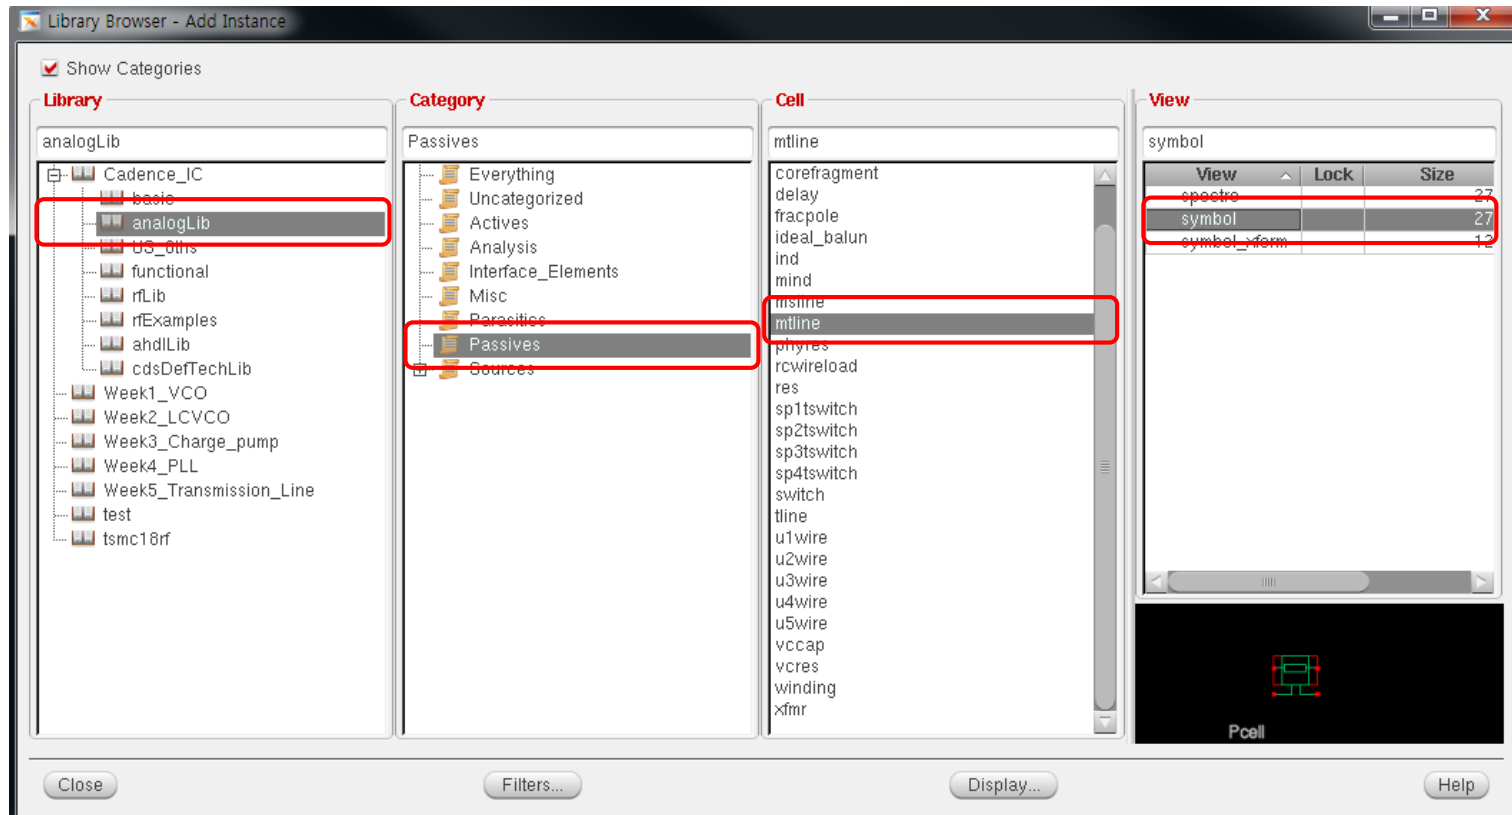 Library Browser - Add Instance
Show Categories
Library
analogLib
Cadence_IC
basic
analogLib
US_8ths
functional
rfLib
rfExamples
ahdlLib
cdsDefTechLib
Week1_VCO
Week2_LCVCO
Week3_Charge_pump
Week4_PLL
Week5_Transmission_Line
test
tsmc18rf
Category
Passives
Everything
Uncategorized
Actives
Analysis
Interface_Elements
Misc
Parasitics
Passives
Sources
Cell
mtline
corefragment
delay
fracpole
ideal_balun
ind
mind
msline
mtline
phyres
rcwireload
res
sp1tswitch
sp2tswitch
sp3tswitch
sp4tswitch
switch
tline
u1wire
u2wire
u3wire
u4wire
u5wire
vccap
vcres
winding
xfmr
View
symbol
View Lock Size
spectre 27
symbol 27
symbol_xform 12
Pcell
Close Filters... Display... Help